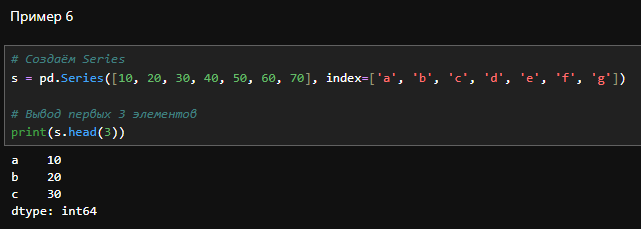 Пример 6
# Создаём Series
s = pd.Series([10, 20, 30, 40, 50, 60, 70], index=['a', 'b', 'c', 'd', 'e', 'f', 'g'])
# Вывод первых 3 элементов
print(s.head(3))
a    10
b    20
c    30
dtype: int64